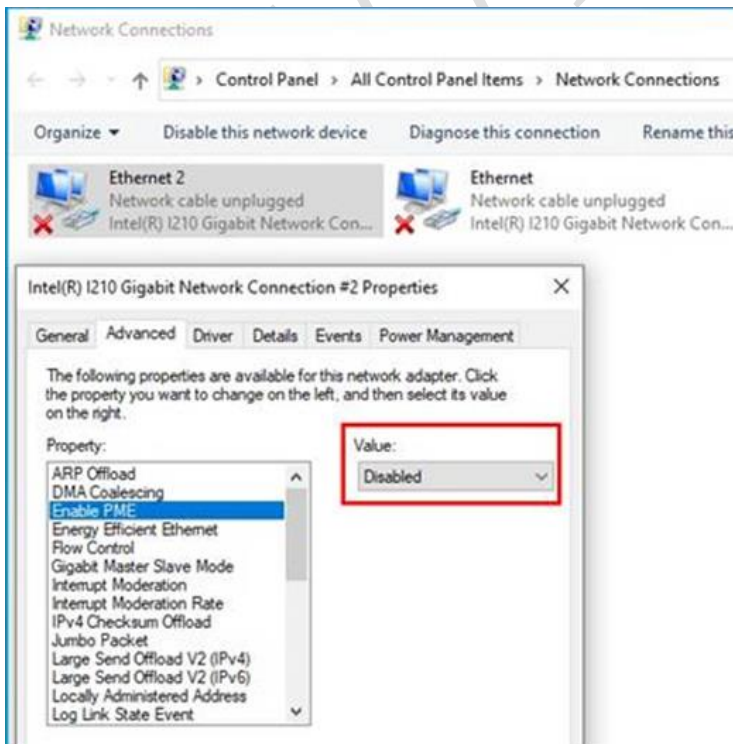 Network Connections
Control Panel > All Control Panel Items > Network Connections
Organize Disable this network device Diagnose this connection Rename this
Ethernet 2
Network cable unplugged
Intel(R) I210 Gigabit Network Con...
Ethernet
Network cable unplugged
Intel(R) I210 Gigabit Network Con...
Intel(R) I210 Gigabit Network Connection #2 Properties
General Advanced Driver Details Events Power Management
The following properties are available for this network adapter. Click
the property you want to change on the left, and then select its value
on the right.
Property:
Value:
ARP Offload
DMA Coalescing
Enable PME
Energy Efficient Ethernet
Flow Control
Gigabit Master Slave Mode
Interrupt Moderation
Interrupt Moderation Rate
IPv4 Checksum Offload
Jumbo Packet
Large Send Offload V2 (IPv4)
Large Send Offload V2 (IPv6)
Locally Administered Address
Log Link State Event
Disabled